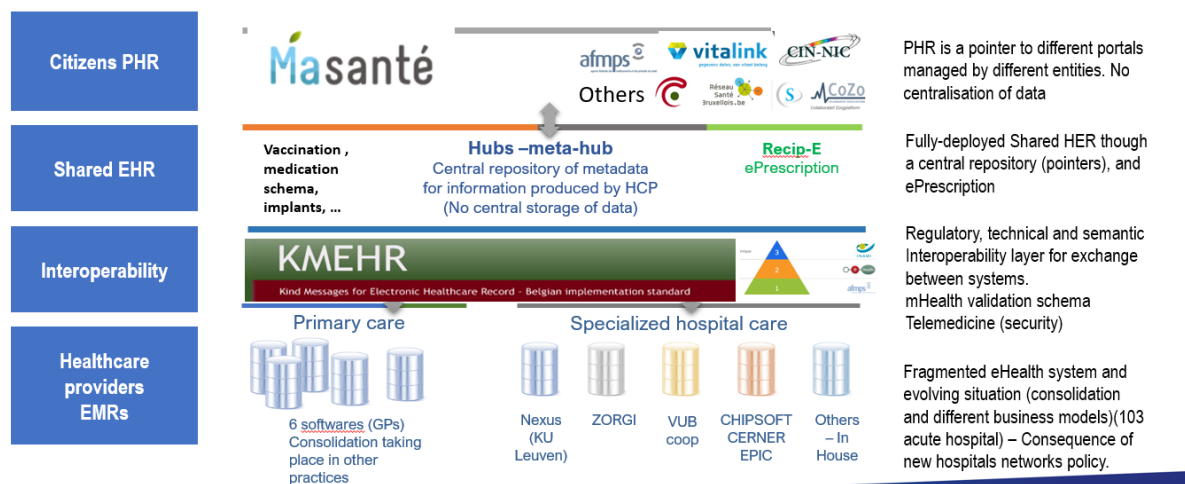 Citizens PHR
Masanté
afmps
vitalink
CIN-NIC
Others
Réseau
Santé
Bruxellois.be
CoZo
PHR is a pointer to different portals
managed by different entities. No
centralisation of data
Shared EHR
Vaccination ,
medication
schema,
implants, ...
Hubs –meta-hub
Central repository of metadata
for information produced by HCP
(No central storage of data)
Recip-E
ePrescription
Fully-deployed Shared HER though
a central repository (pointers), and
ePrescription
Interoperability
KMEHR
Kind Messages for Electronic Healthcare Record - Belgian implementation standard
3
2
1
afmps
Regulatory, technical and semantic
Interoperability layer for exchange
between systems.
mHealth validation schema
Telemedicine (security)
Healthcare
providers
EMRs
Primary care
6 softwares (GPs)
Consolidation taking
place in other
practices
Specialized hospital care
Nexus
(KU
Leuven)
ZORGI
VUB
coop
CHIPSOFT
CERNER
EPIC
Others
– In
House
Fragmented eHealth system and
evolving situation (consolidation
and different business models)(103
acute hospital) – Consequence of
new hospitals networks policy.